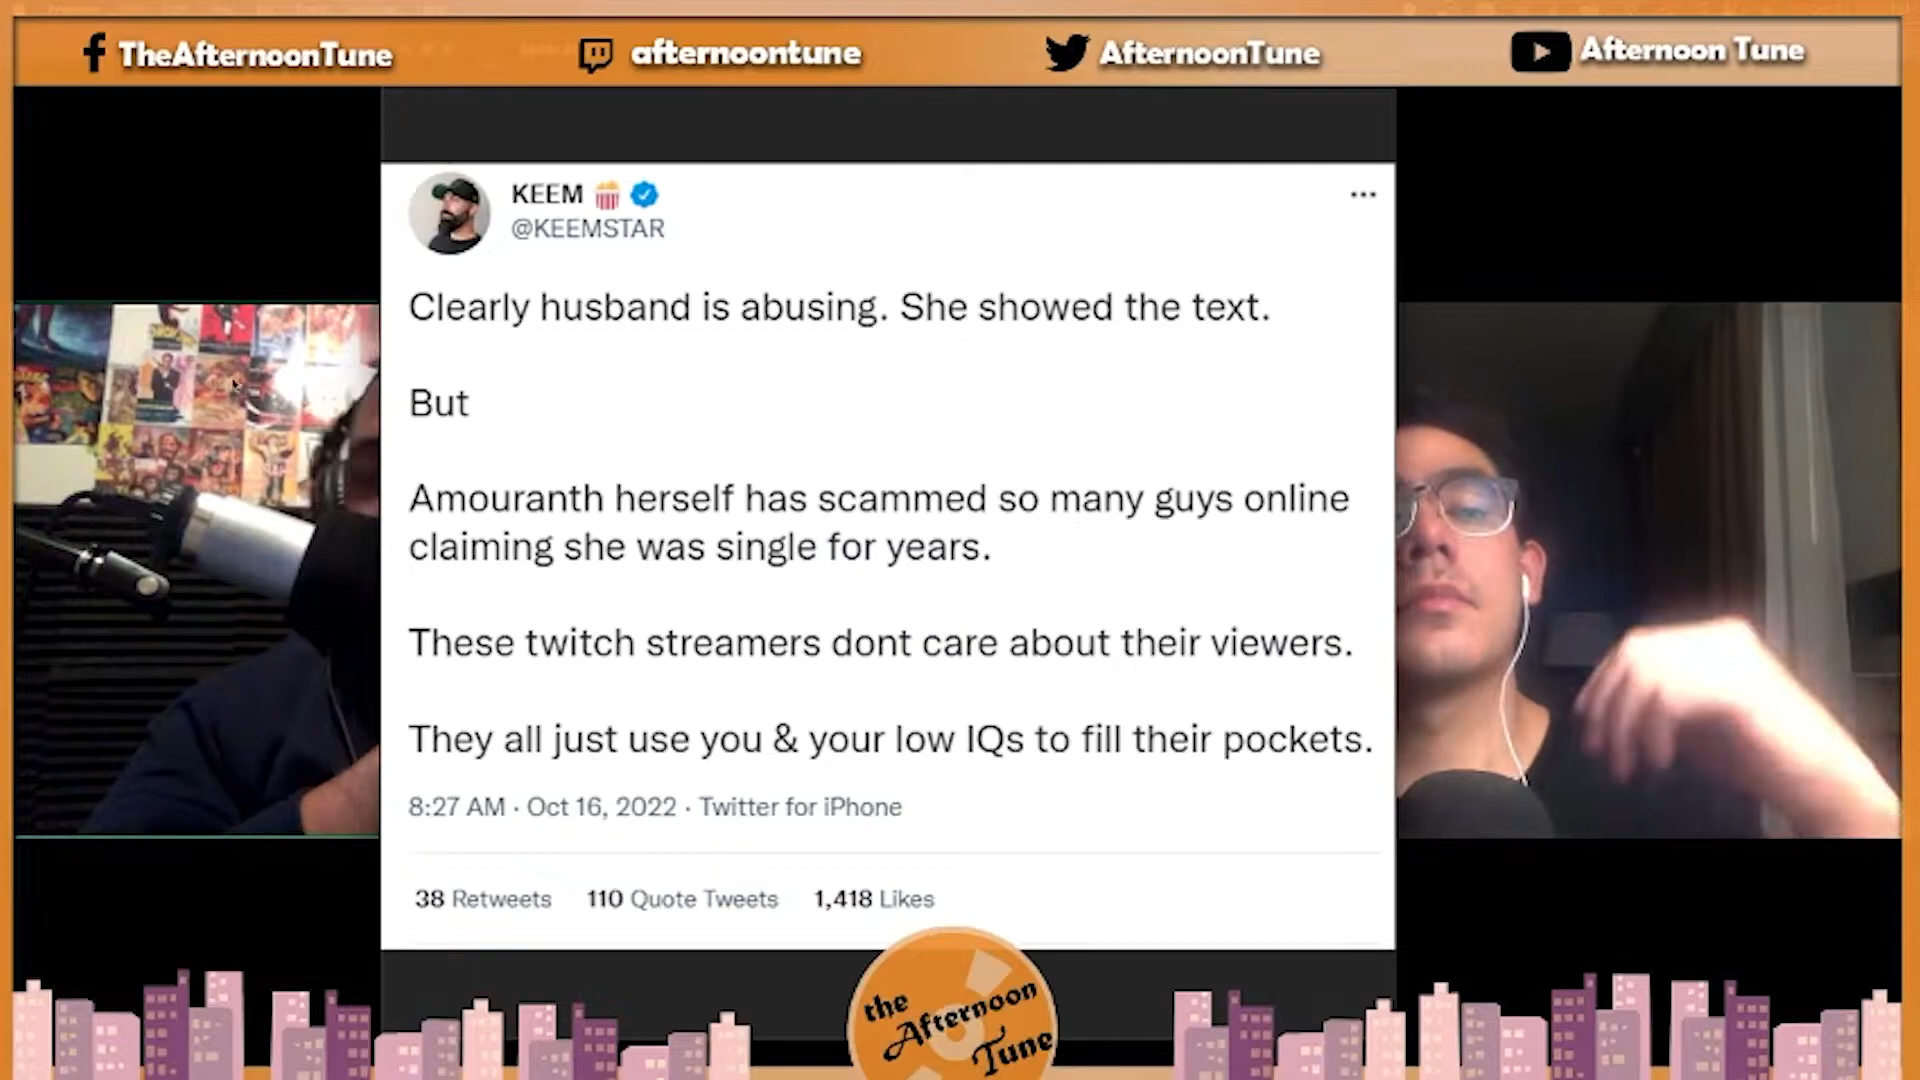 TheAfternoonTune
afternoontune
AfternoonTune
Afternoon Tune
KEEM
@KEEMSTAR
Clearly husband is abusing. She showed the text.
But
Amouranth herself has scammed so many guys online
claiming she was single for years.
These twitch streamers dont care about their viewers.
They all just use you & your low IQs to fill their pockets.
8:27 AM · Oct 16, 2022 · Twitter for iPhone
38 Retweets 110 Quote Tweets 1,418 Likes
the
Afternoon
Tune